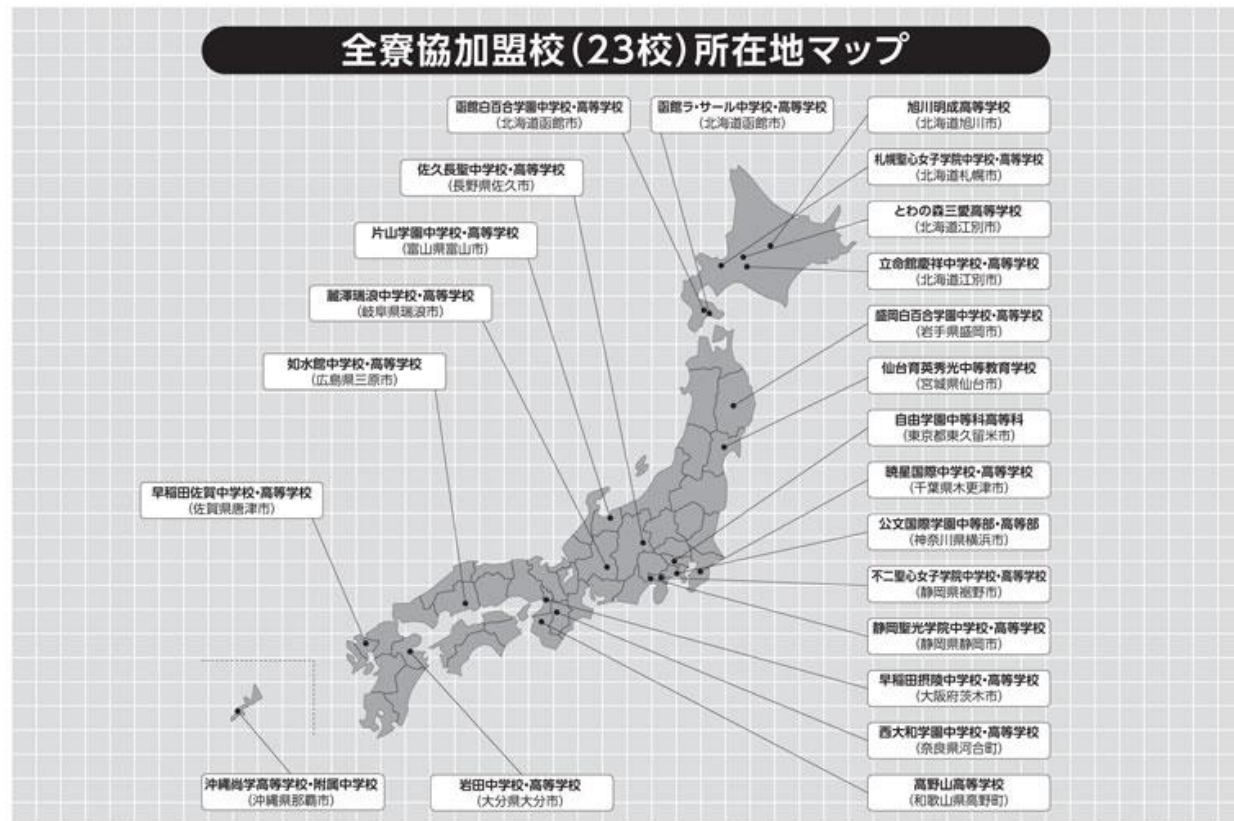 全寮協加盟校(23校)所在地マップ
函館白百合学園中学校・高等学校
(北海道函館市)
函館ラ・サール中学校・高等学校
(北海道函館市)
旭川明成高等学校
(北海道旭川市)
札幌聖心女子学院中学校・高等学校
(北海道札幌市)
佐久長聖中学校・高等学校
(長野県佐久市)
とわの森三愛高等学校
(北海道江別市)
片山学園中学校・高等学校
(富山県富山市)
立命館慶祥中学校・高等学校
(北海道江別市)
麗澤瑞浪中学校・高等学校
(岐阜県瑞浪市)
盛岡白百合学園中学校・高等学校
(岩手県盛岡市)
如水館中学校・高等学校
(広島県三原市)
仙台育英秀光中等教育学校
(宮城県仙台市)
自由学園中等科高等科
(東京都東久留米市)
暁星国際中学校・高等学校
(千葉県木更津市)
早稲田佐賀中学校・高等学校
(佐賀県唐津市)
公文国際学園中等部・高等部
(神奈川県横浜市)
不二聖心女子学院中学校・高等学校
(静岡県裾野市)
静岡聖光学院中学校・高等学校
(静岡県静岡市)
早稲田摂陵中学校・高等学校
(大阪府茨木市)
西大和学園中学校・高等学校
(奈良県河合町)
沖縄尚学高等学校・附属中学校
(沖縄県那覇市)
岩田中学校・高等学校
(大分県大分市)
高野山高等学校
(和歌山県高野町)